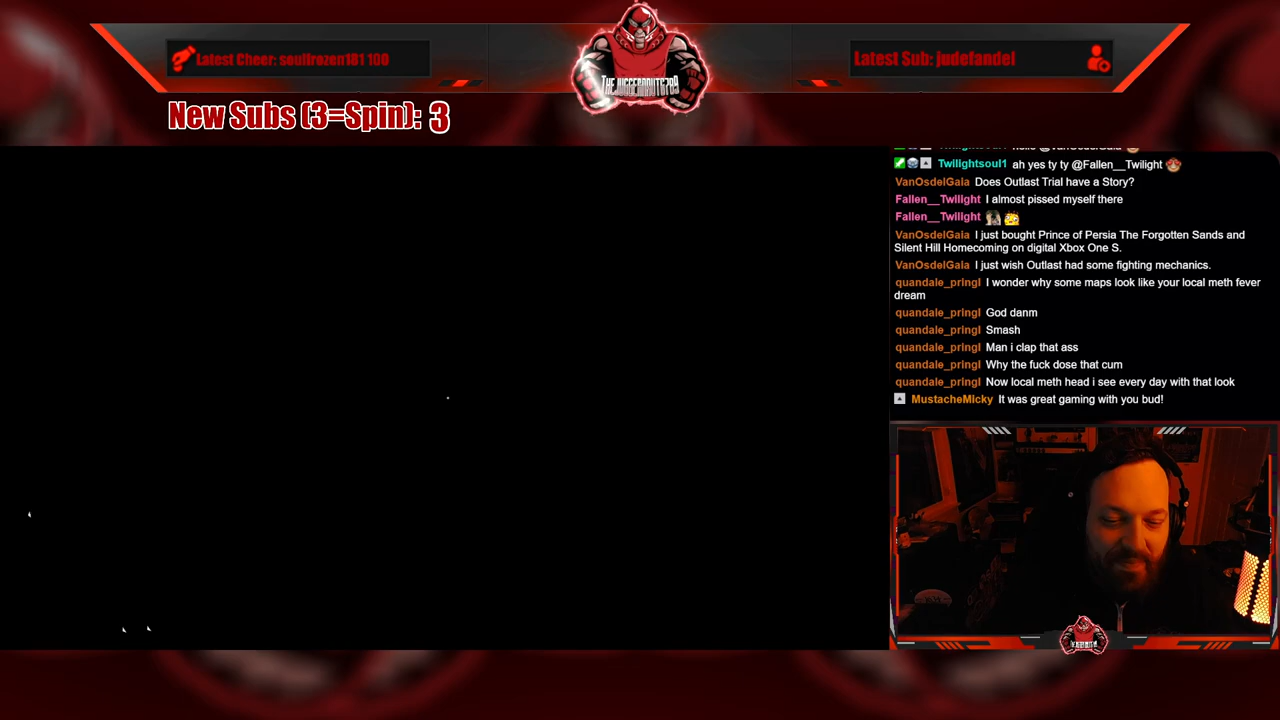 Latest Cheer: soulfrozen181 100
THEJUGGERNAUT6789
Latest Sub: judefandel
New Subs (3=Spin): 3
Twilightsoul1 hello @VanOsdelGaia
Twilightsoul1 ah yes ty ty @Fallen__Twilight
VanOsdelGaia Does Outlast Trial have a Story?
Fallen__Twilight I almost pissed myself there
Fallen__Twilight
VanOsdelGaia I just bought Prince of Persia The Forgotten Sands and
Silent Hill Homecoming on digital Xbox One S.
VanOsdelGaia I just wish Outlast had some fighting mechanics.
quandale_pringl I wonder why some maps look like your local meth fever
dream
quandale_pringl God danm
quandale_pringl Smash
quandale_pringl Man i clap that ass
quandale_pringl Why the fuck dose that cum
quandale_pringl Now local meth head i see every day with that look
MustacheMicky It was great gaming with you bud!